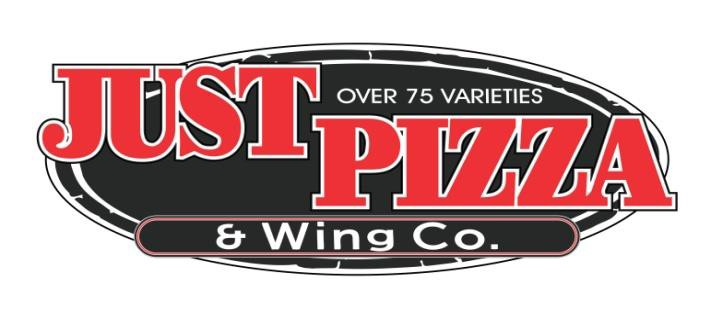 JUST
OVER 75 VARIETIES
PIZZA
& Wing Co.